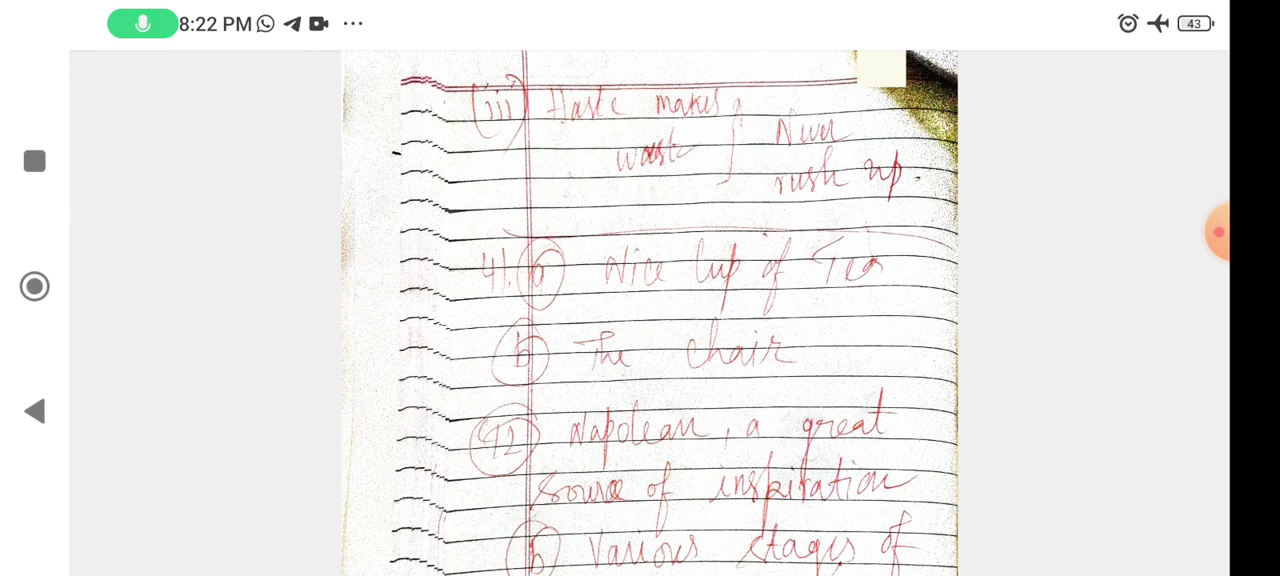 8:22 PM ... 43
(iii) Haste makes
waste } Never
rush up.
41. (a) Nice Cup of Tea
(b) The chair
(42) Napolean, a great
source of inspiration
(b) Various stages of